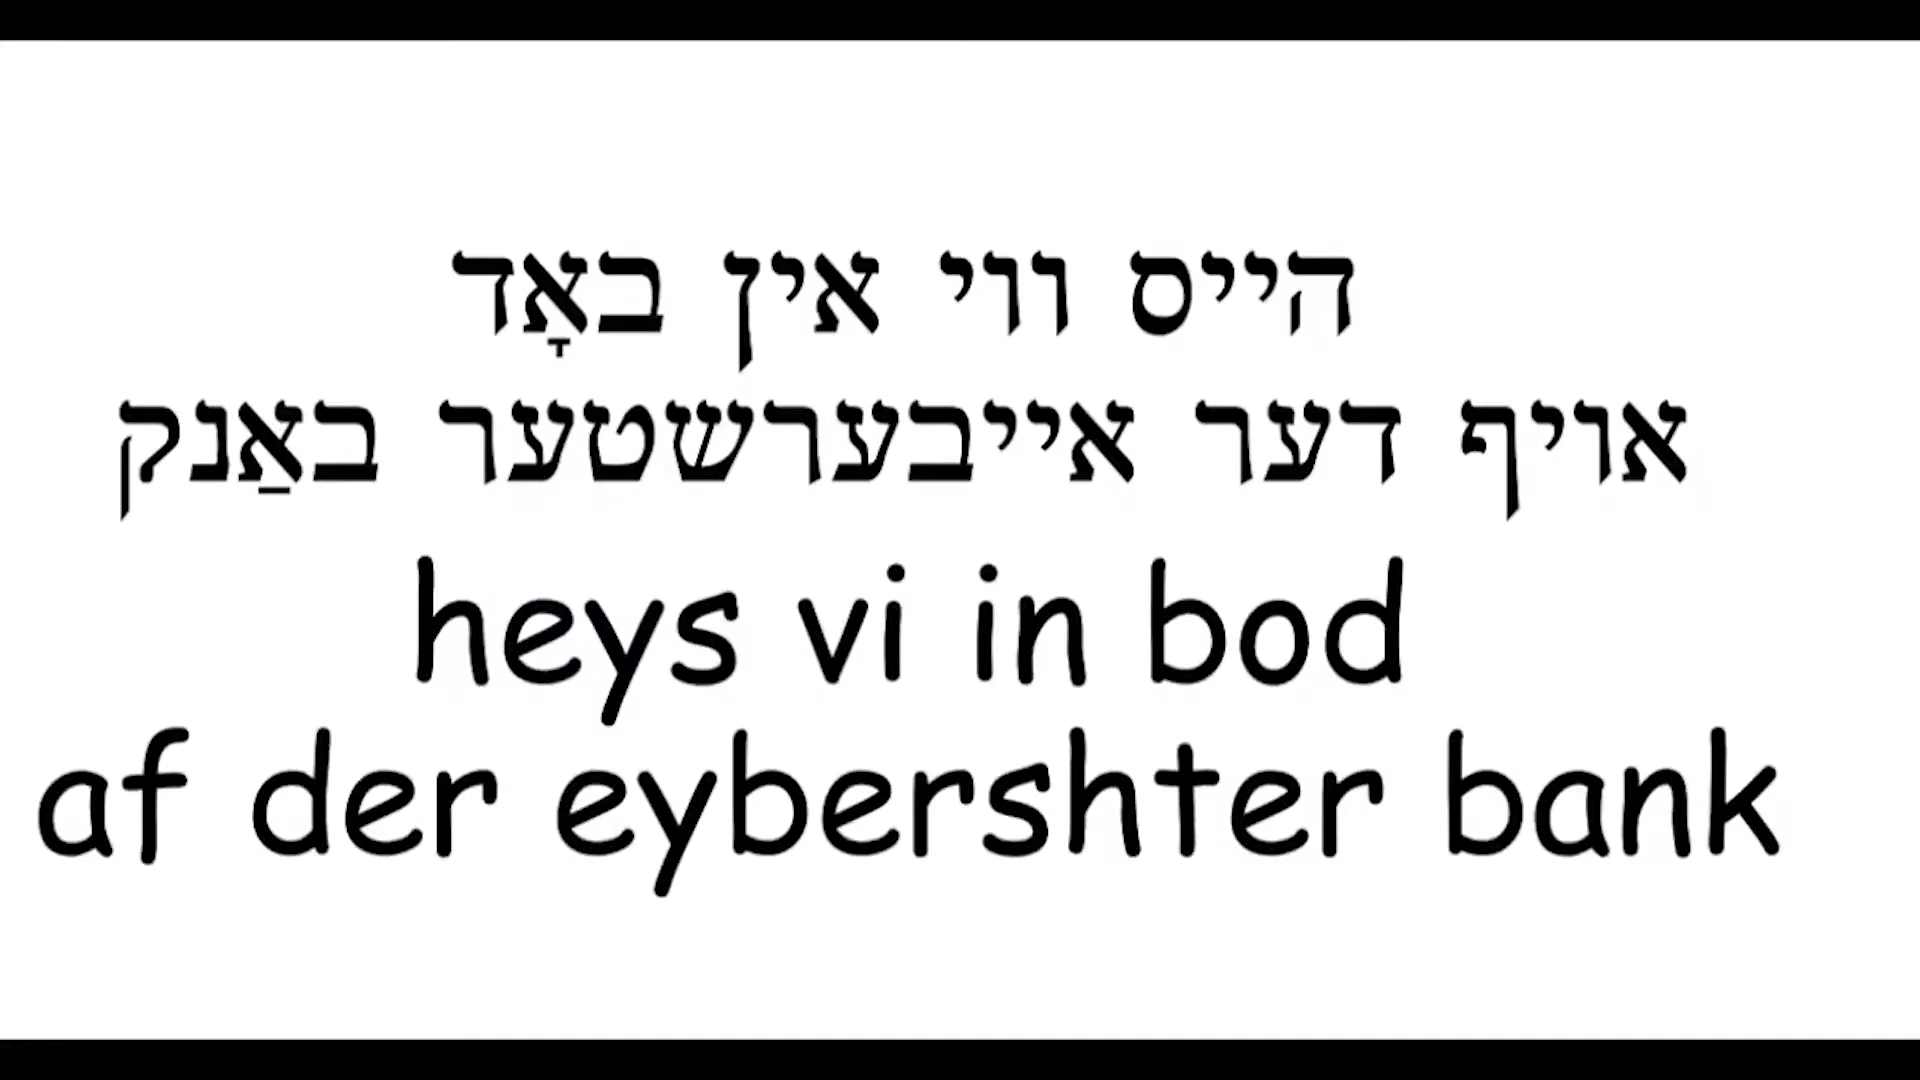 הייס ווי אין באָד
אויף דער אייבערשטער באַנק
heys vi in bod
af der eybershter bank